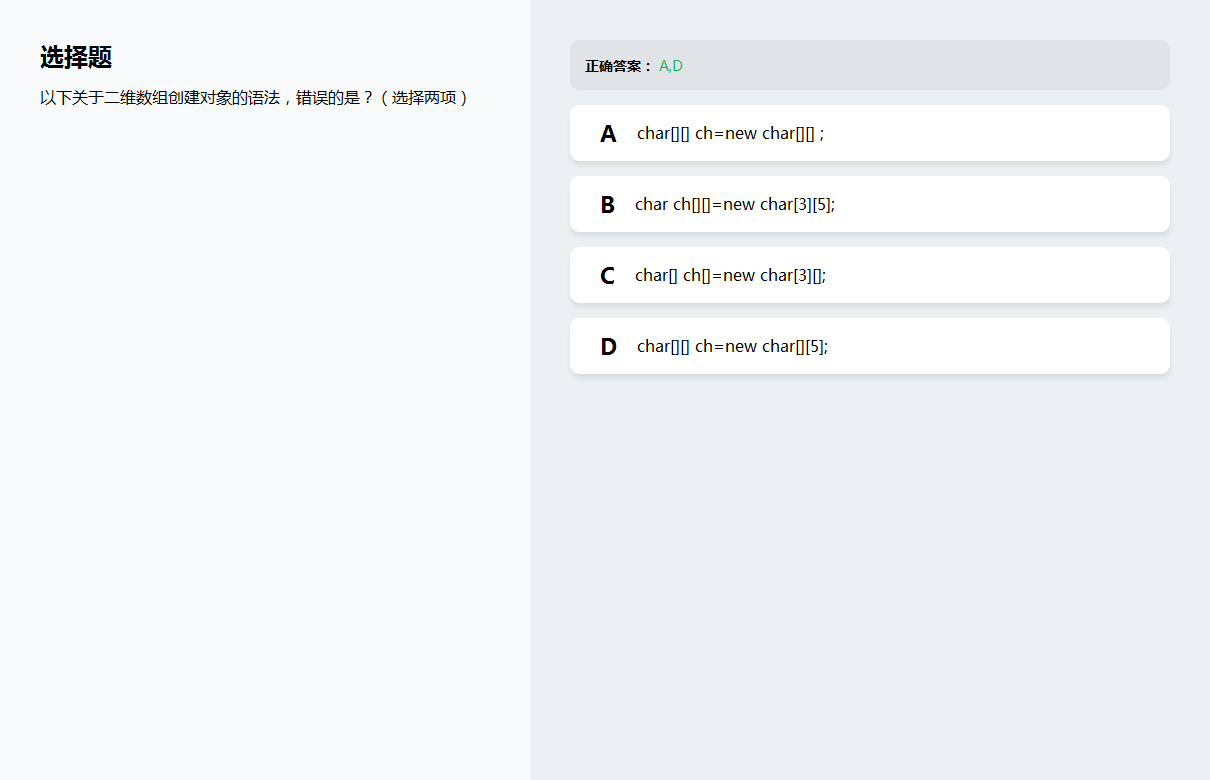 选择题
以下关于二维数组创建对象的语法，错误的是？（选择两项）
正确答案： A,D
A char[][] ch=new char[][] ;
B char ch[][]=new char[3][5];
C char[] ch[]=new char[3][];
D char[][] ch=new char[][5];